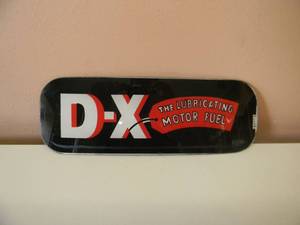 D-X
THE LUBRICATING
MOTOR FUEL